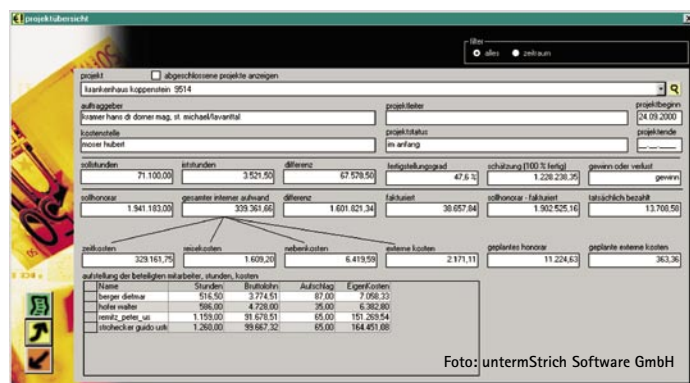 projektübersicht
filter
alles zeitraum
projekt abgeschlossene projekte anzeigen
krankenhaus koppenstein 9514
auftraggeber projektleiter projektbeginn
kramer hans dr dorner mag, st. michael/lavanttal 24.09.2000
kostenstelle projektstatus projektende
moser hubert im anfang
sollstunden iststunden differenz fertigstellungsgrad schätzung (100 % fertig) gewinn oder verlust
71.100,00 3.521,50 67.578,50 47,6 % 1.228.238,35 gewinn
sollhonorar gesamter interner aufwand differenz fakturiert sollhonorar - fakturiert tatsächlich bezahlt
1.941.183,00 339.361,66 1.601.821,34 38.657,84 1.902.525,16 13.708,58
zeitkosten reisekosten nebenkosten externe kosten geplantes honorar geplante externe kosten
329.161,75 1.609,20 6.419,59 2.171,11 11.224,63 363,36
aufstellung der beteiligten mitarbeiter, stunden, kosten
Name Stunden Bruttolohn Aufschlag EigenKosten
berger dietmar 516,50 3.774,51 87,00 7.058,33
hofer walter 586,00 4.728,00 35,00 6.382,80
remitz_peter_us 1.159,00 91.678,51 65,00 151.269,54
strohecker guido ustr 1.260,00 99.667,32 65,00 164.451,08
Foto: untermStrich Software GmbH